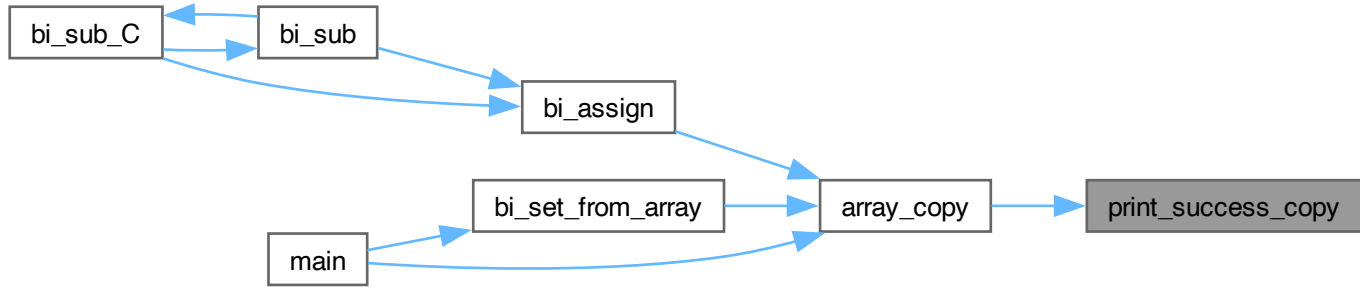 bi_sub_C
bi_sub
bi_assign
bi_set_from_array
array_copy
print_success_copy
main